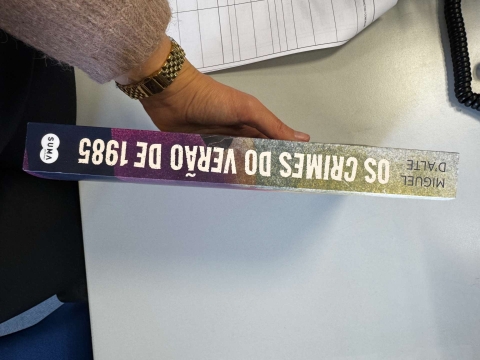 MIGUEL
D'ALTE
OS CRIMES DO VERÃO DE 1985
SUMA